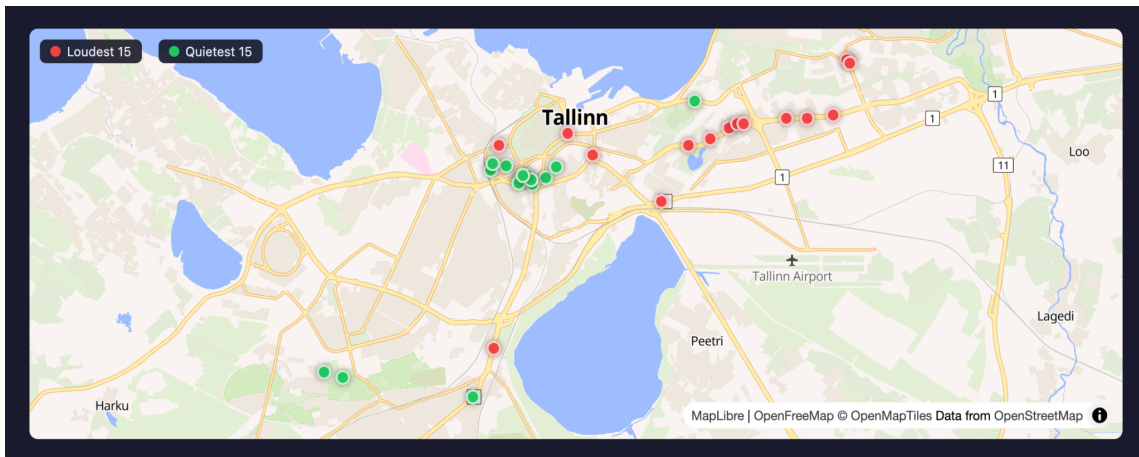 Loudest 15
Quietest 15
Tallinn
1
1
Loo
11
1
Tallinn Airport
Lagedi
Peetri
Harku
MapLibre | OpenFreeMap © OpenMapTiles Data from OpenStreetMap